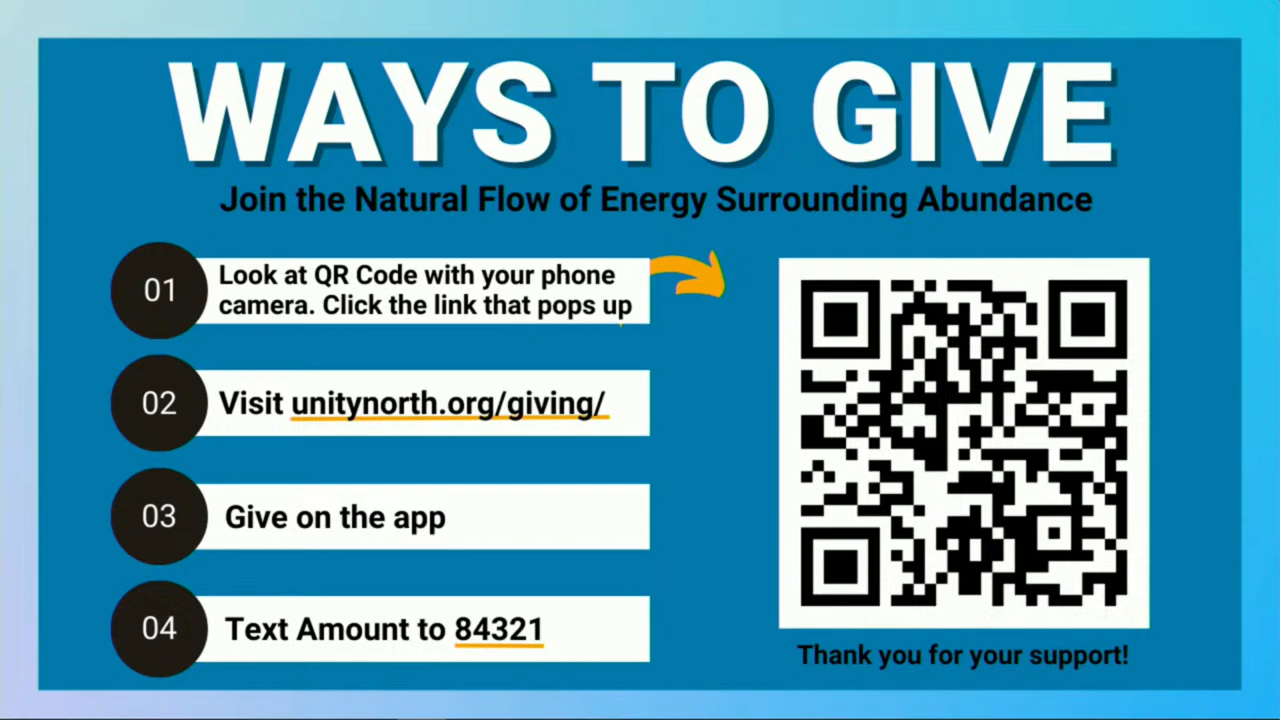 WAYS TO GIVE
Join the Natural Flow of Energy Surrounding Abundance
01
Look at QR Code with your phone
camera. Click the link that pops up
02
Visit unitynorth.org/giving/
03
Give on the app
04
Text Amount to 84321
Thank you for your support!